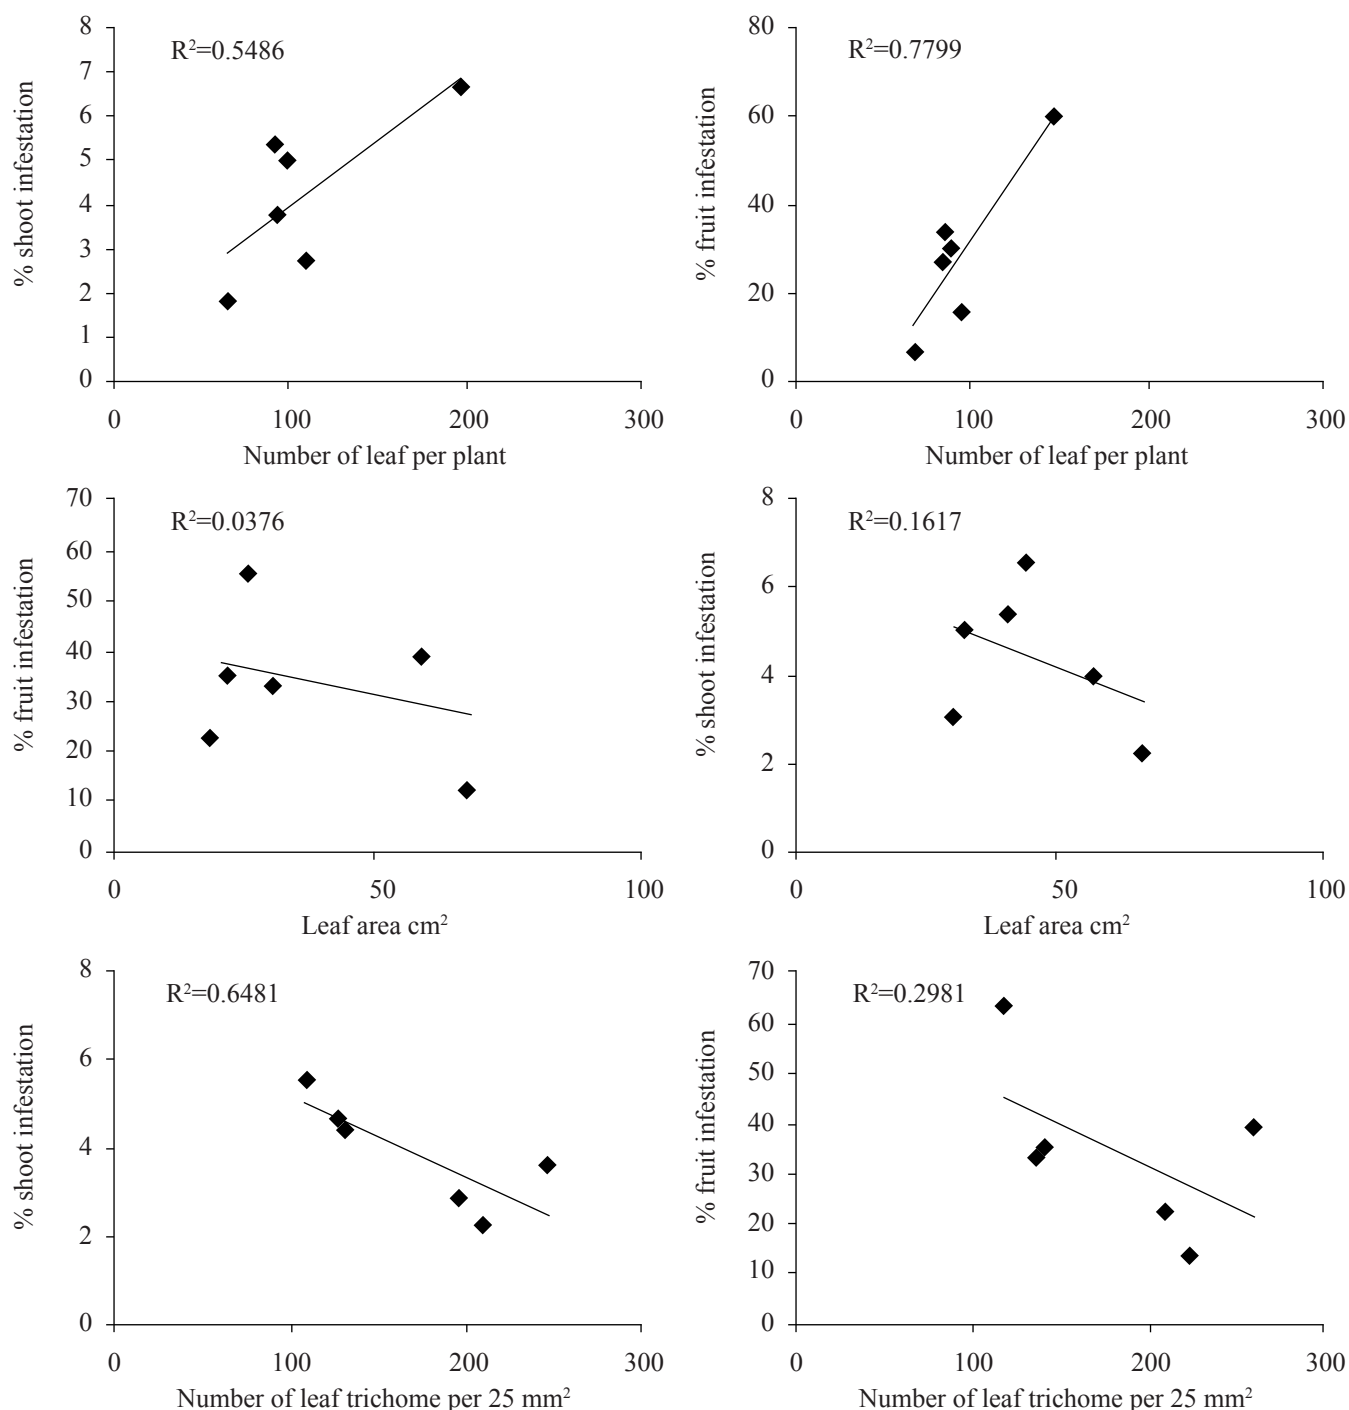 % shoot infestation
8
7
6
5
4
3
2
1
0
R²=0.5486
0 100 200 300
Number of leaf per plant
% fruit infestation
80
60
40
20
0
R²=0.7799
0 100 200 300
Number of leaf per plant
% fruit infestation
70
60
50
40
30
20
10
0
R²=0.0376
0 50 100
Leaf area cm²
% shoot infestation
8
6
4
2
0
R²=0.1617
0 50 100
Leaf area cm²
% shoot infestation
8
6
4
2
0
R²=0.6481
0 100 200 300
Number of leaf trichome per 25 mm²
% fruit infestation
70
60
50
40
30
20
10
0
R²=0.2981
0 100 200 300
Number of leaf trichome per 25 mm²